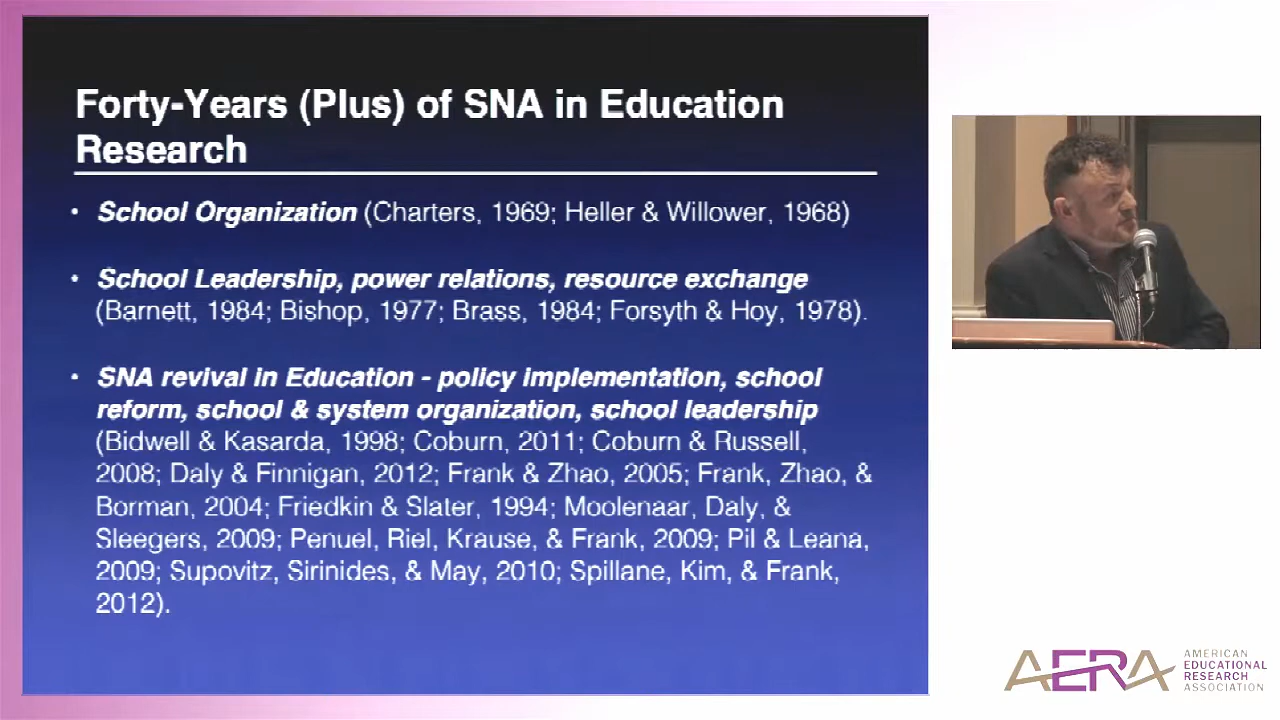 Forty-Years (Plus) of SNA in Education
Research
• School Organization (Charters, 1969; Heller & Willower, 1968)
• School Leadership, power relations, resource exchange
(Barnett, 1984; Bishop, 1977; Brass, 1984; Forsyth & Hoy, 1978).
• SNA revival in Education - policy implementation, school
reform, school & system organization, school leadership
(Bidwell & Kasarda, 1998; Coburn, 2011; Coburn & Russell,
2008; Daly & Finnigan, 2012; Frank & Zhao, 2005; Frank, Zhao, &
Borman, 2004; Friedkin & Slater, 1994; Moolenaar, Daly, &
Sleegers, 2009; Penuel, Riel, Krause, & Frank, 2009; Pil & Leana,
2009; Supovitz, Sirinides, & May, 2010; Spillane, Kim, & Frank,
2012).
AERA
AMERICAN
EDUCATIONAL
RESEARCH
ASSOCIATION